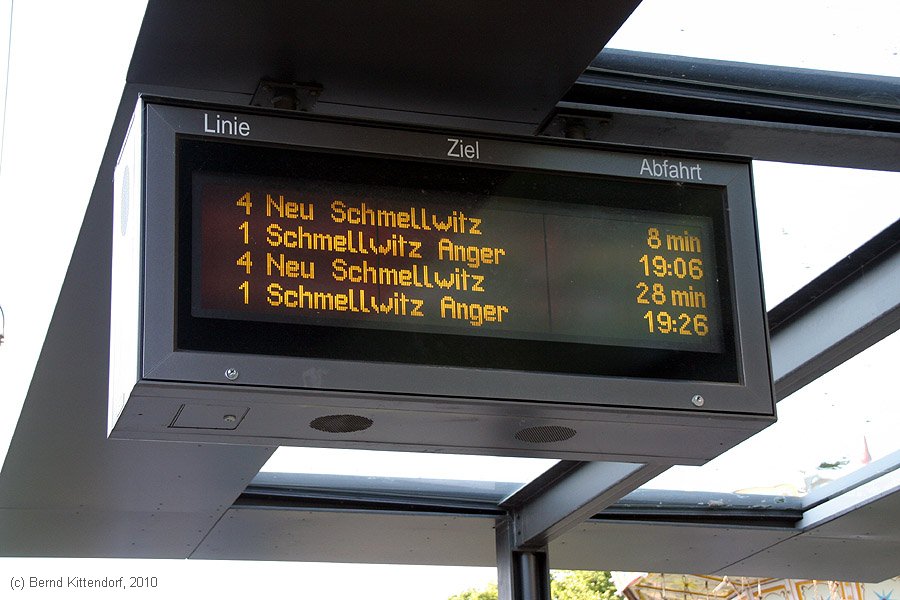 Linie Ziel Abfahrt
4 Neu Schmellwitz 8 min
1 Schmellwitz Anger 19:06
4 Neu Schmellwitz 28 min
1 Schmellwitz Anger 19:26
(c) Bernd Kittendorf, 2010